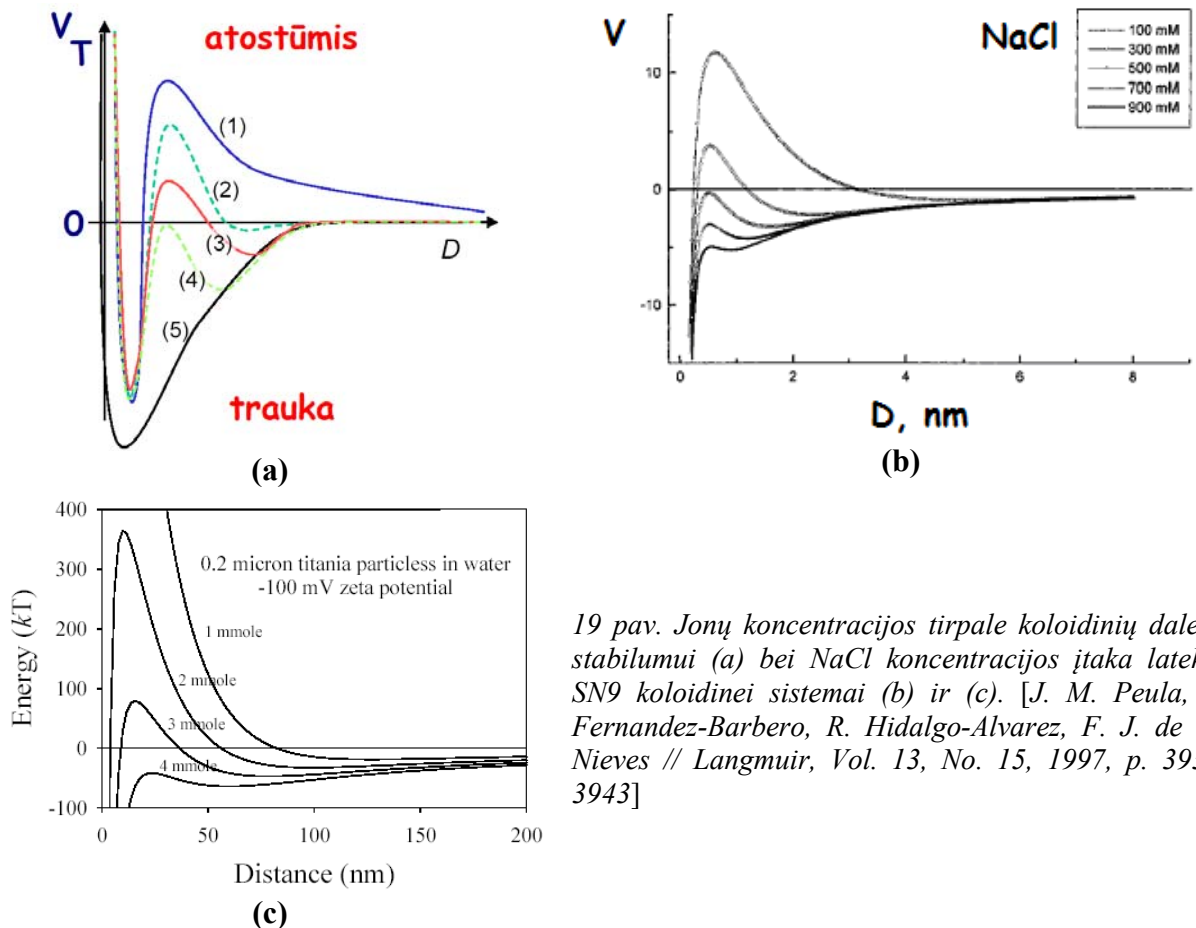 V
T
atostūmis
0
(1)
(2)
(3)
(4)
(5)
D
trauka
(a)
V
NaCl
100 mM
300 mM
500 mM
700 mM
900 mM
10
0
-10
0
2
4
6
8
D, nm
(b)
400
300
200
100
0
-100
Energy (kT)
0.2 micron titania particless in water
-100 mV zeta potential
1 mmole
2 mmole
3 mmole
4 mmole
0
50
100
150
200
Distance (nm)
(c)
19 pav. Jonų koncentracijos tirpale koloidinių
stabilumui (a) bei NaCl koncentracijos įtaka
SN9 koloidinei sistemai (b) ir (c). [J. M. Peula,
Fernandez-Barbero, R. Hidalgo-Alvarez, F. J. de
Nieves // Langmuir, Vol. 13, No. 15, 1997, p.
3943]